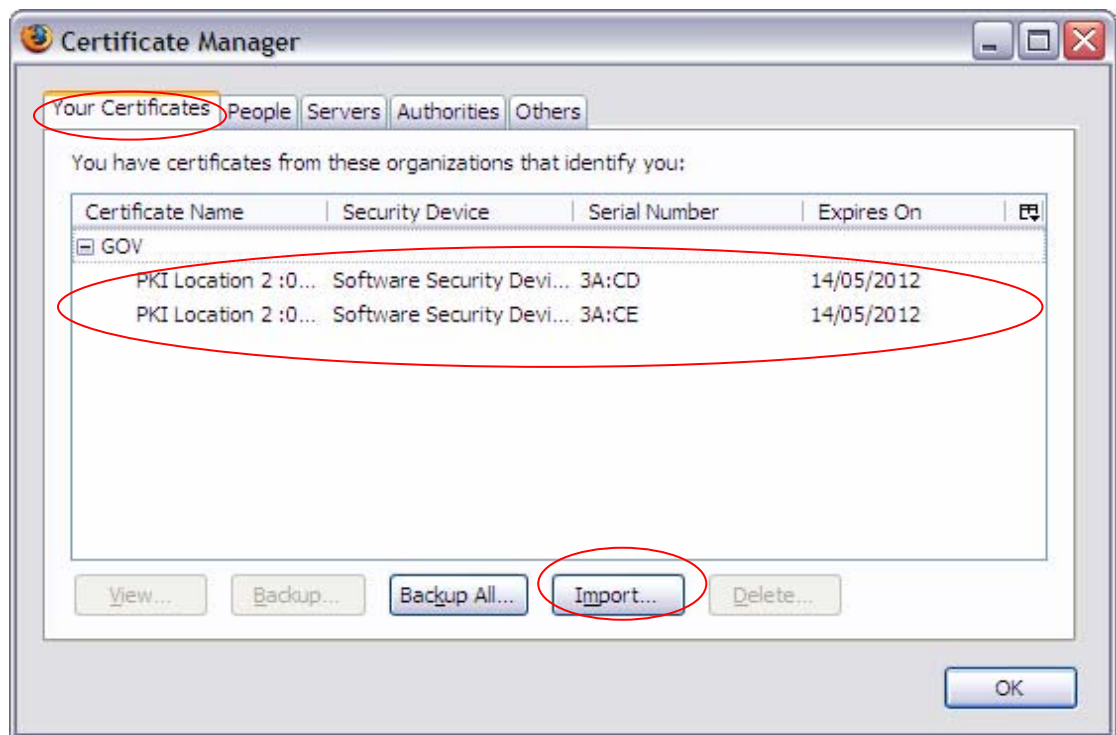 Certificate Manager
Your Certificates People Servers Authorities Others
You have certificates from these organizations that identify you:
Certificate Name Security Device Serial Number Expires On
GOV
PKI Location 2 :0... Software Security Devi... 3A:CD 14/05/2012
PKI Location 2 :0... Software Security Devi... 3A:CE 14/05/2012
View... Backup... Backup All... Import... Delete...
OK